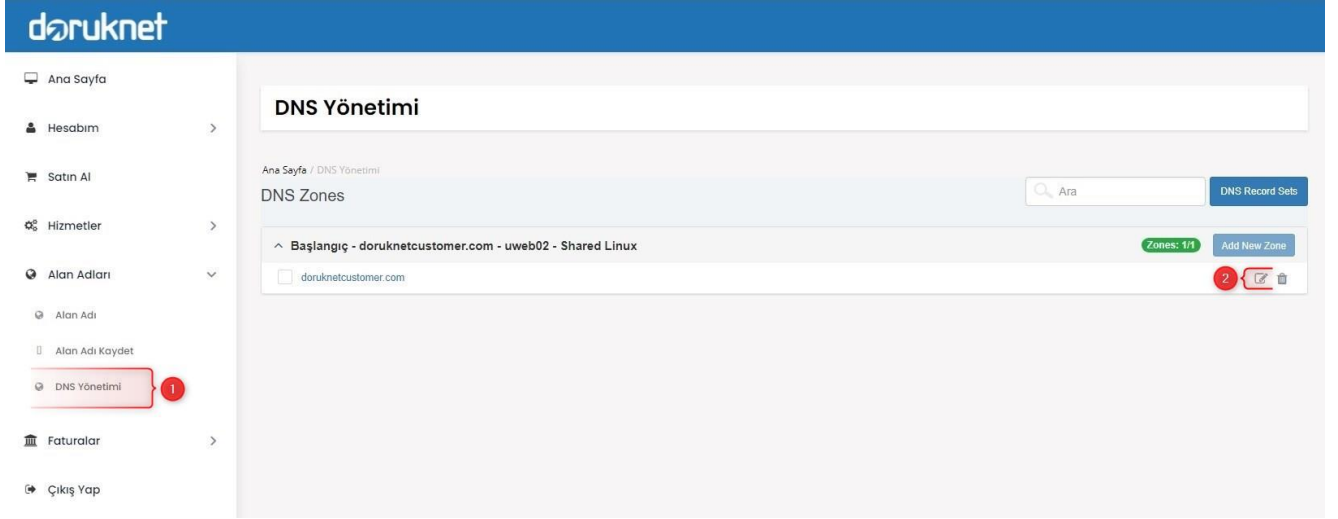 doruknet
Ana Sayfa
Hesabım
Satın Al
Hizmetler
Alan Adları
Alan Adı
Alan Adı Kaydet
DNS Yönetimi
1
Faturalar
Çıkış Yap
DNS Yönetimi
Ana Sayfa / DNS Yönetimi
DNS Zones
Ara
DNS Record Sets
Başlangıç - doruknetcustomer.com - uweb02 - Shared Linux
Zones: 1/1
Add New Zone
doruknetcustomer.com
2